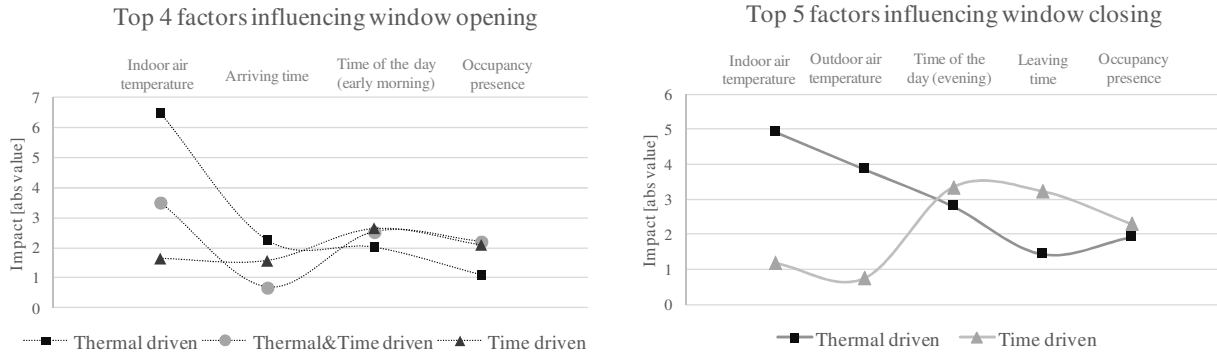 Top 4 factors influencing window opening
Indoor air
temperature
Arriving time
Time of the day
(early morning)
Occupancy
presence
Impact [abs value]
7
6
5
4
3
2
1
0
Thermal driven
Thermal&Time driven
Time driven
Top 5 factors influencing window closing
Indoor air
temperature
Outdoor air
temperature
Time of the
day (evening)
Leaving
time
Occupancy
presence
Impact [abs value]
6
5
4
3
2
1
0
Thermal driven
Time driven